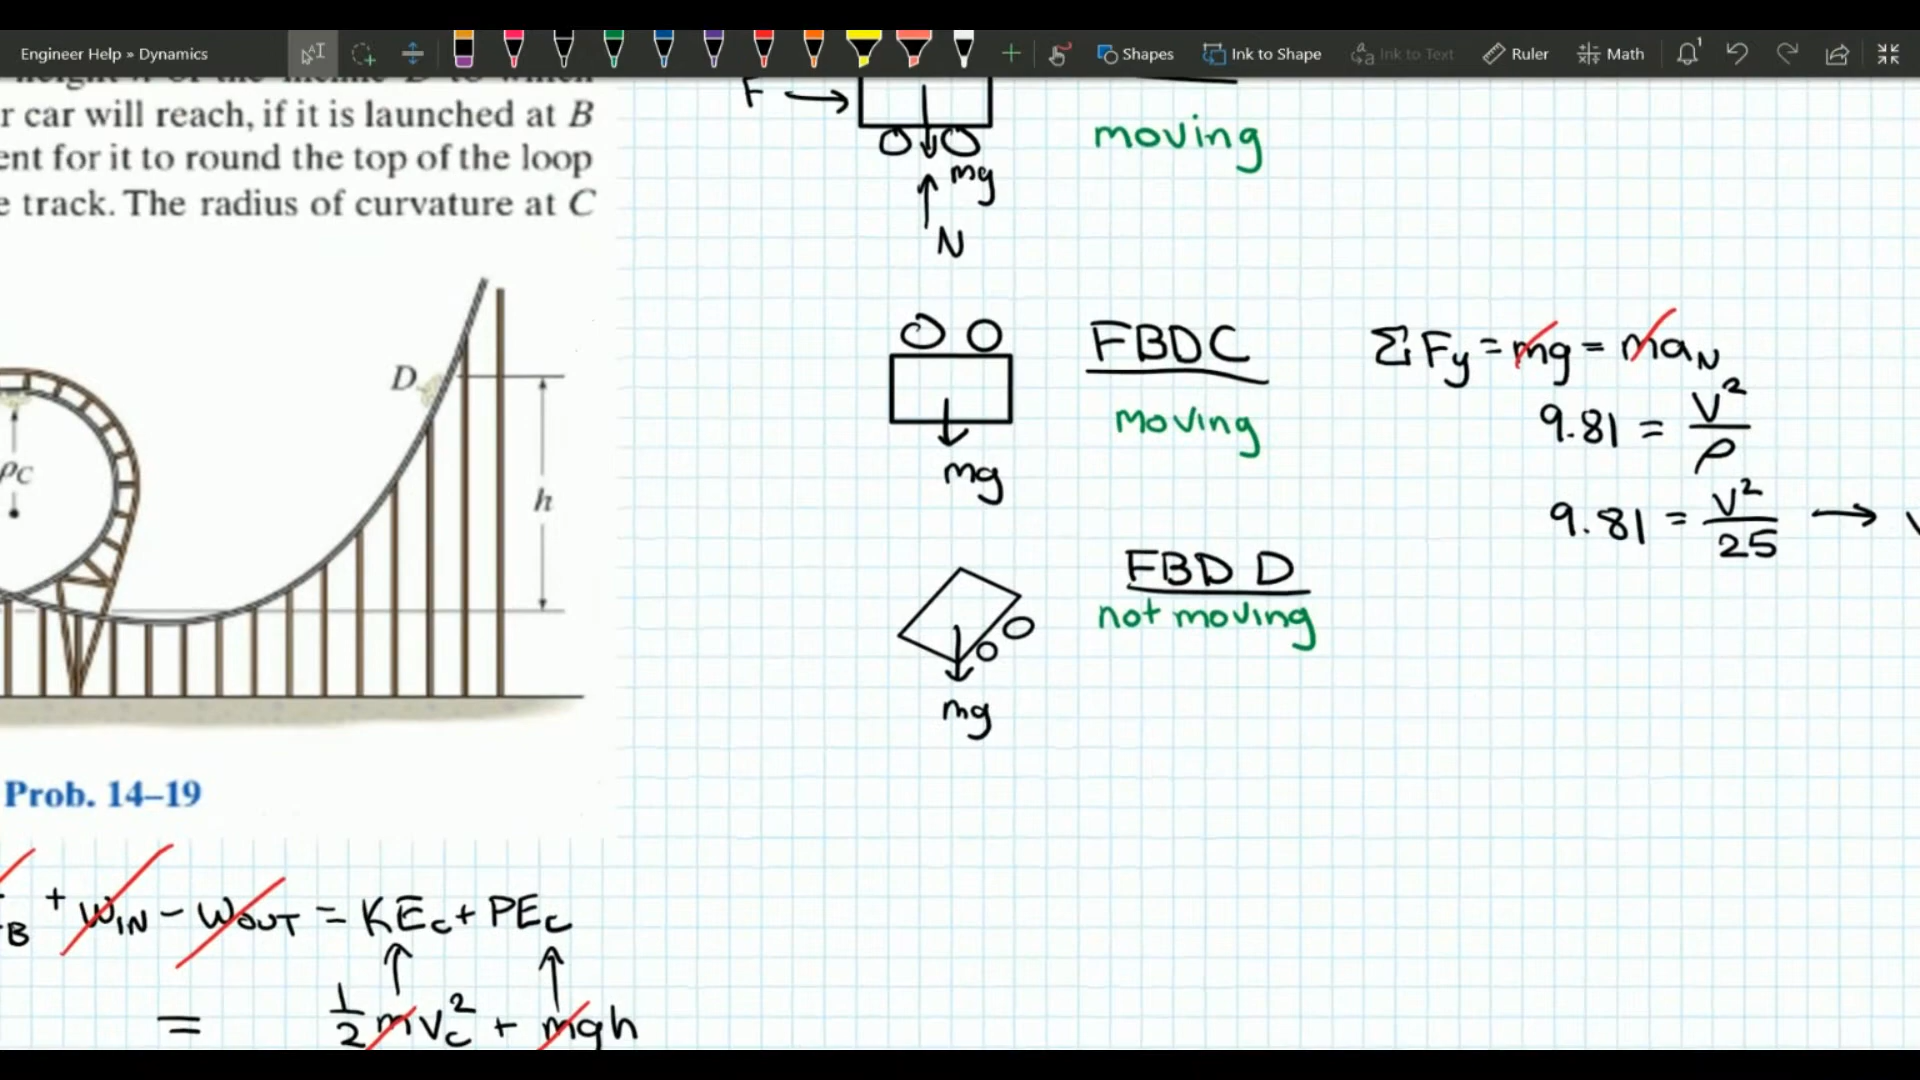 Engineer Help » Dynamics
Shapes
Ink to Shape
Ink to Text
Ruler
Math
r car will reach, if it is launched at B
ent for it to round the top of the loop
e track. The radius of curvature at C
D
ρC
h
Prob. 14–19
B + WIN - WOUT = KEC + PEC
= 1/2 mvC² + mgh
F →
mg
N
moving
FBDC
moving
mg
FBD D
not moving
mg
ΣFy = mg = maN
9.81 = V²/ρ
9.81 = V²/25 →